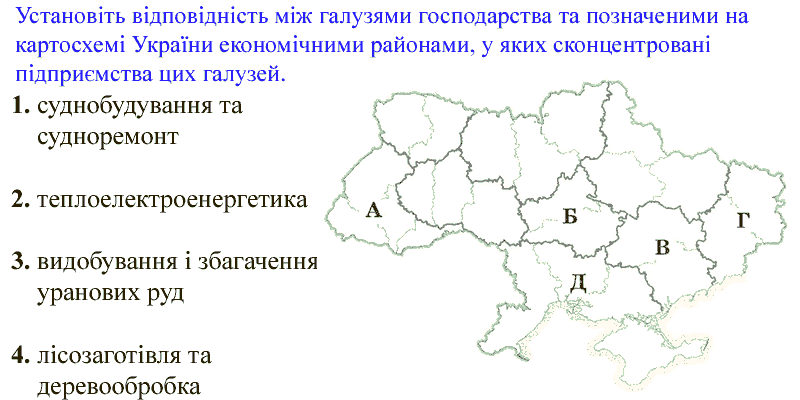 Установіть відповідність між галузями господарства та позначеними на
картосхемі України економічними районами, у яких сконцентровані
підприємства цих галузей.
1. суднобудування та
судноремонт
2. теплоелектроенергетика
3. видобування і збагачення
уранових руд
4. лісозаготівля та
деревообробка
А
Б
В
Г
Д